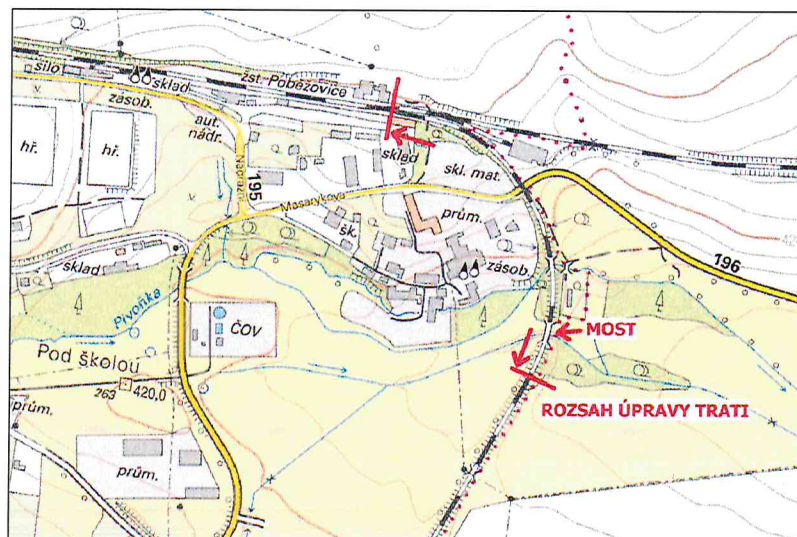 žst. Poběžovice
silo
sklad
zásob.
aut.
nádr.
hř.
hř.
Nádražní
195
sklad
skl. mat.
Masarykova
prům.
šk.
zásob.
196
sklad
Pivoňka
ČOV
MOST
Pod školou
420,0
263
ROZSAH ÚPRAVY TRATI
prům.
prům.